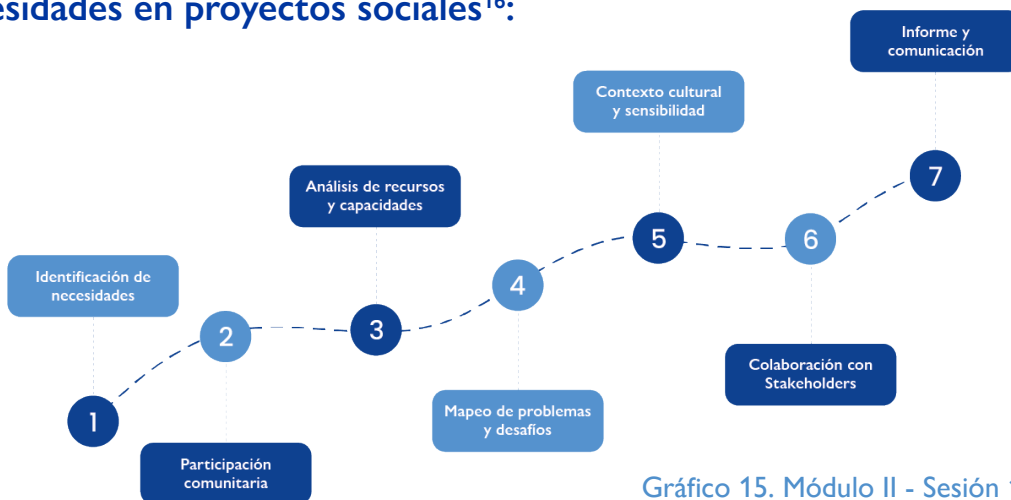 esidades en proyectos sociales¹⁶:
Informe y
comunicación
7
Contexto cultural
y sensibilidad
5
6
Colaboración con
Stakeholders
Análisis de recursos
y capacidades
3
4
Mapeo de problemas
y desafíos
Identificación de
necesidades
1
2
Participación
comunitaria
Gráfico 15. Módulo II - Sesión 1